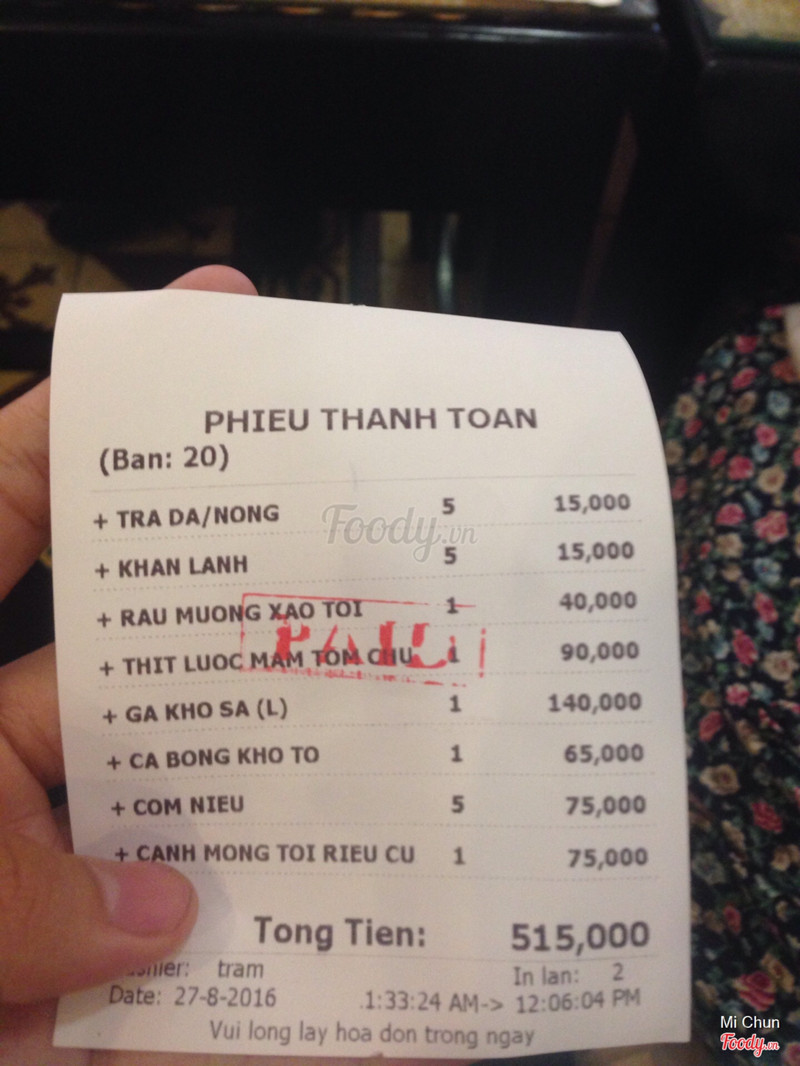 PHIEU THANH TOAN
(Ban: 20)
+ TRA DA/NONG 5 15,000
Foody.vn
+ KHAN LANH 5 15,000
+ RAU MUONG XAO TOI 1 40,000
PAID
+ THIT LUOC MAM TOM CHU 1 90,000
+ GA KHO SA (L) 1 140,000
+ CA BONG KHO TO 1 65,000
+ COM NIEU 5 75,000
+ CANH MONG TOI RIEU CU 1 75,000
Tong Tien: 515,000
tram In lan: 2
Date: 27-8-2016 1:33:24 AM-> 12:06:04 PM
Vui long lay hoa don trong ngay
Mi Chun
Foody.vn